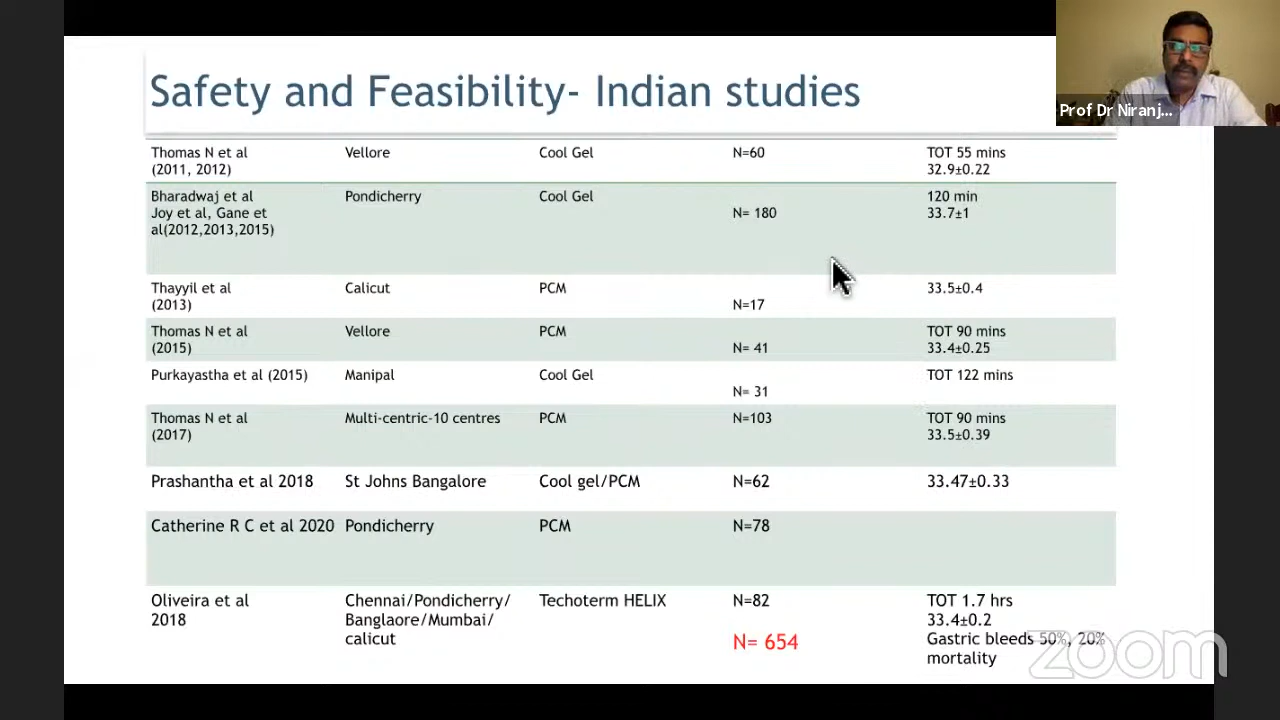 Safety and Feasibility- Indian studies
Prof Dr Niranj...
Thomas N et al
(2011, 2012)
Vellore
Cool Gel
N=60
TOT 55 mins
32.9±0.22
Bharadwaj et al
Joy et al, Gane et
al(2012,2013,2015)
Pondicherry
Cool Gel
N= 180
120 min
33.7±1
Thayyil et al
(2013)
Calicut
PCM
N=17
33.5±0.4
Thomas N et al
(2015)
Vellore
PCM
N= 41
TOT 90 mins
33.4±0.25
Purkayastha et al (2015)
Manipal
Cool Gel
N= 31
TOT 122 mins
Thomas N et al
(2017)
Multi-centric-10 centres
PCM
N=103
TOT 90 mins
33.5±0.39
Prashantha et al 2018
St Johns Bangalore
Cool gel/PCM
N=62
33.47±0.33
Catherine R C et al 2020
Pondicherry
PCM
N=78
Oliveira et al
2018
Chennai/Pondicherry/
Banglaore/Mumbai/
calicut
Techoterm HELIX
N=82
N= 654
TOT 1.7 hrs
33.4±0.2
Gastric bleeds 50%, 20%
mortality
zoom